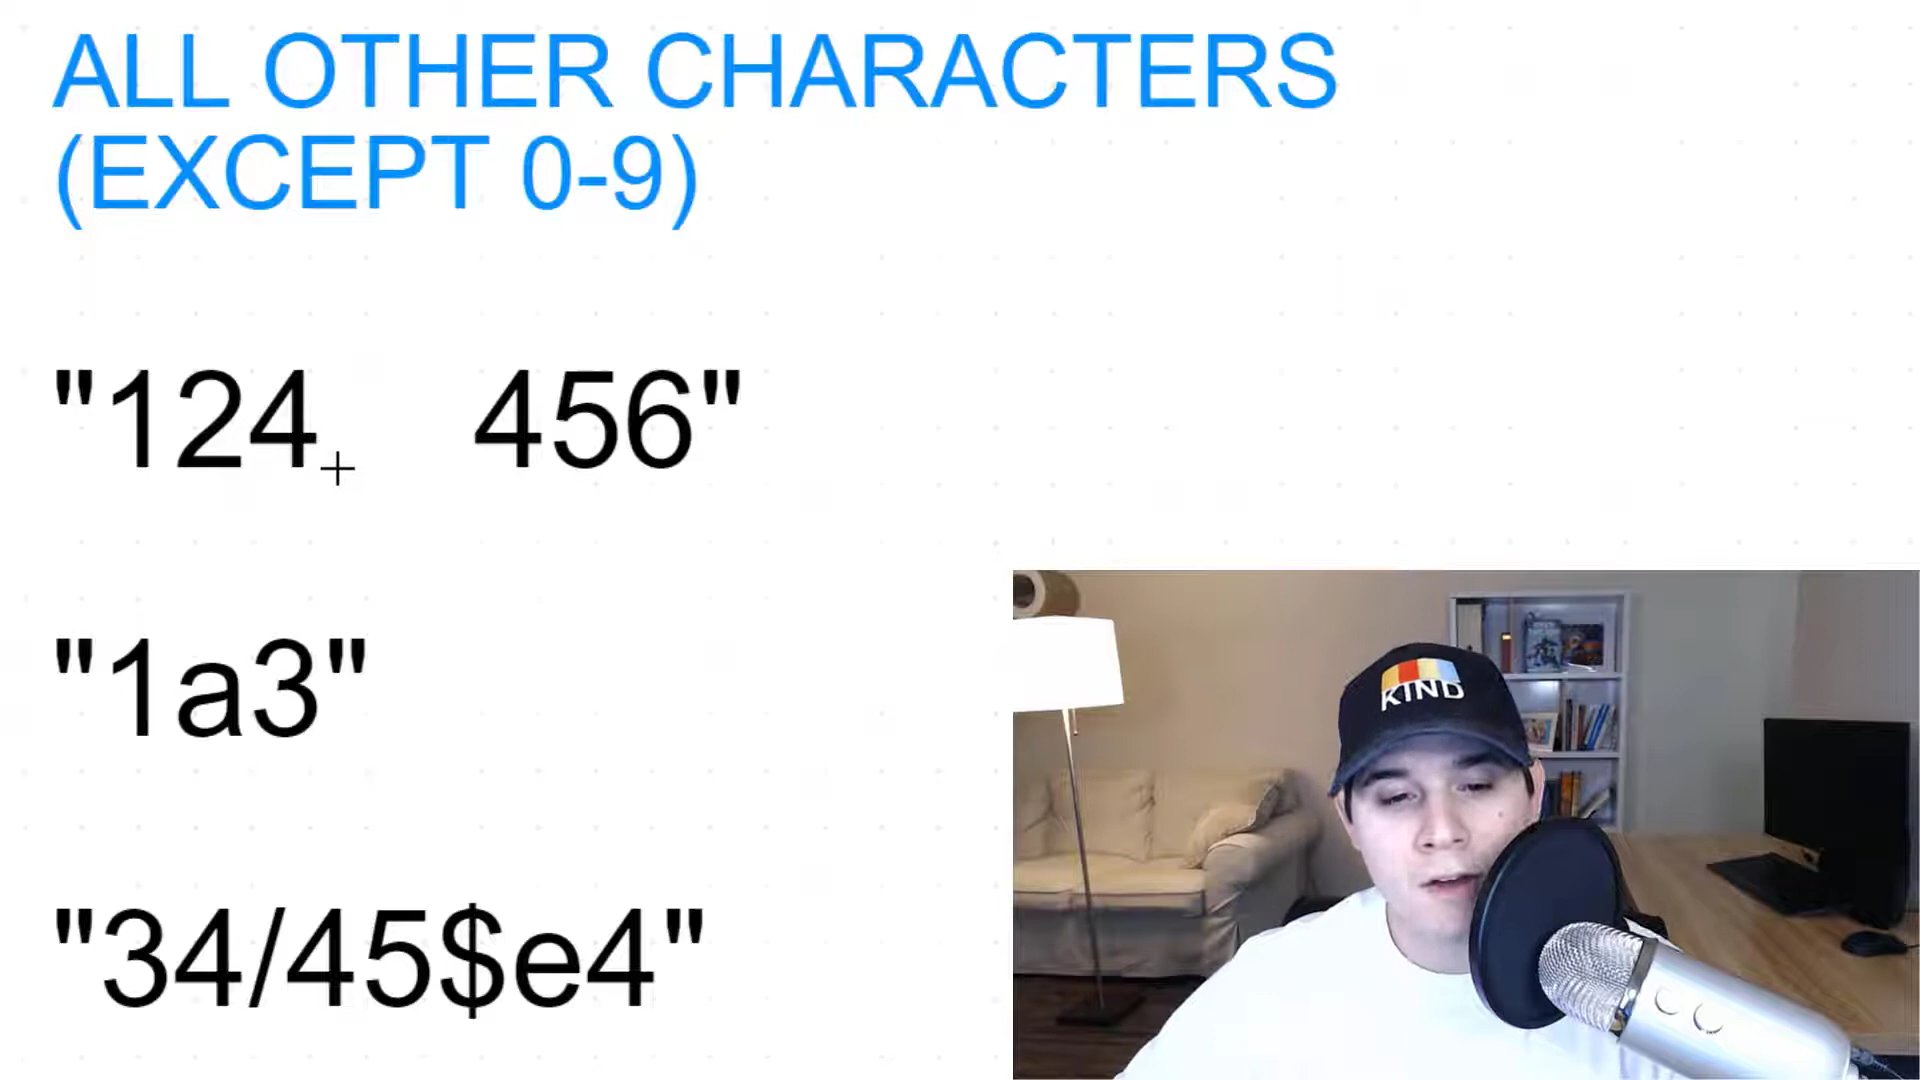 ALL OTHER CHARACTERS
(EXCEPT 0-9)
"124    456"
"1a3"
"34/45$e4"
KIND